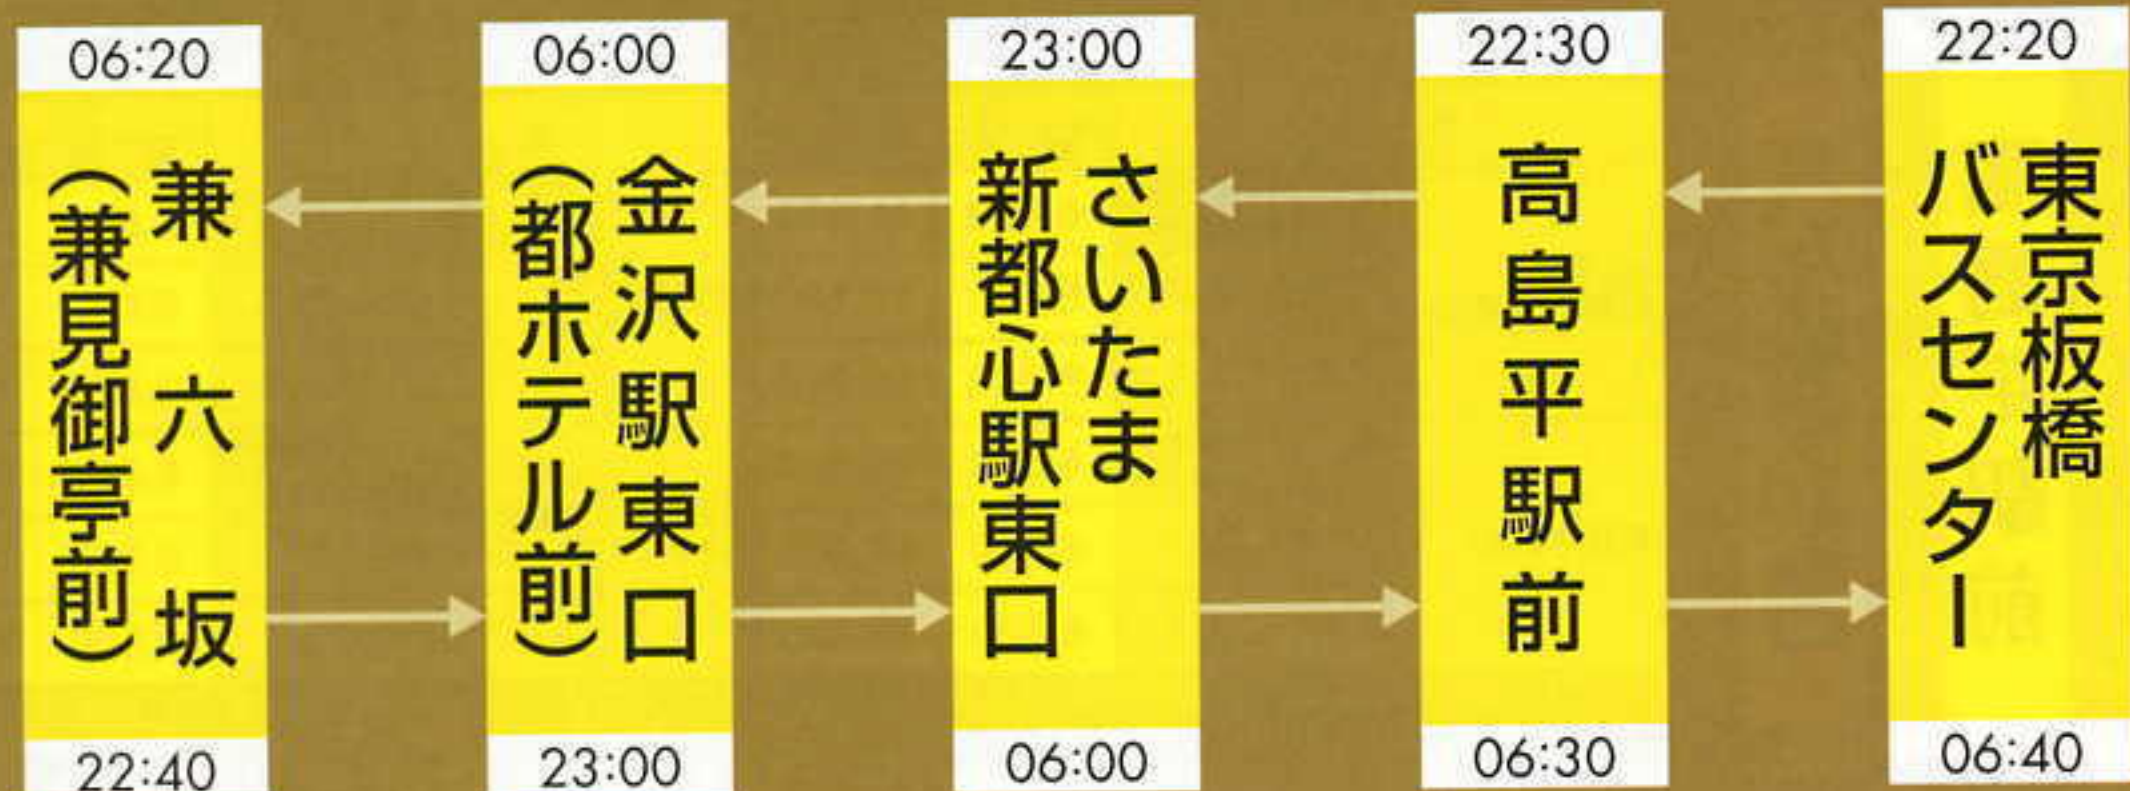 22:20
東京板橋
バスセンター
06:40
22:30
高島平駅前
06:30
23:00
さいたま
新都心駅東口
06:00
06:00
金沢駅東口
(都ホテル前)
23:00
06:20
兼六坂
(兼見御亭前)
22:40